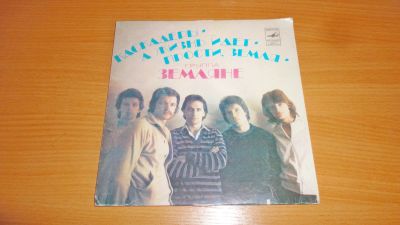 КАСКАДЕРЫ •
А ЖИЗНЬ ИДЕТ •
ПРОСТИ, ЗЕМЛЯ •
ГРУППА
ЗЕМЛЯНЕ